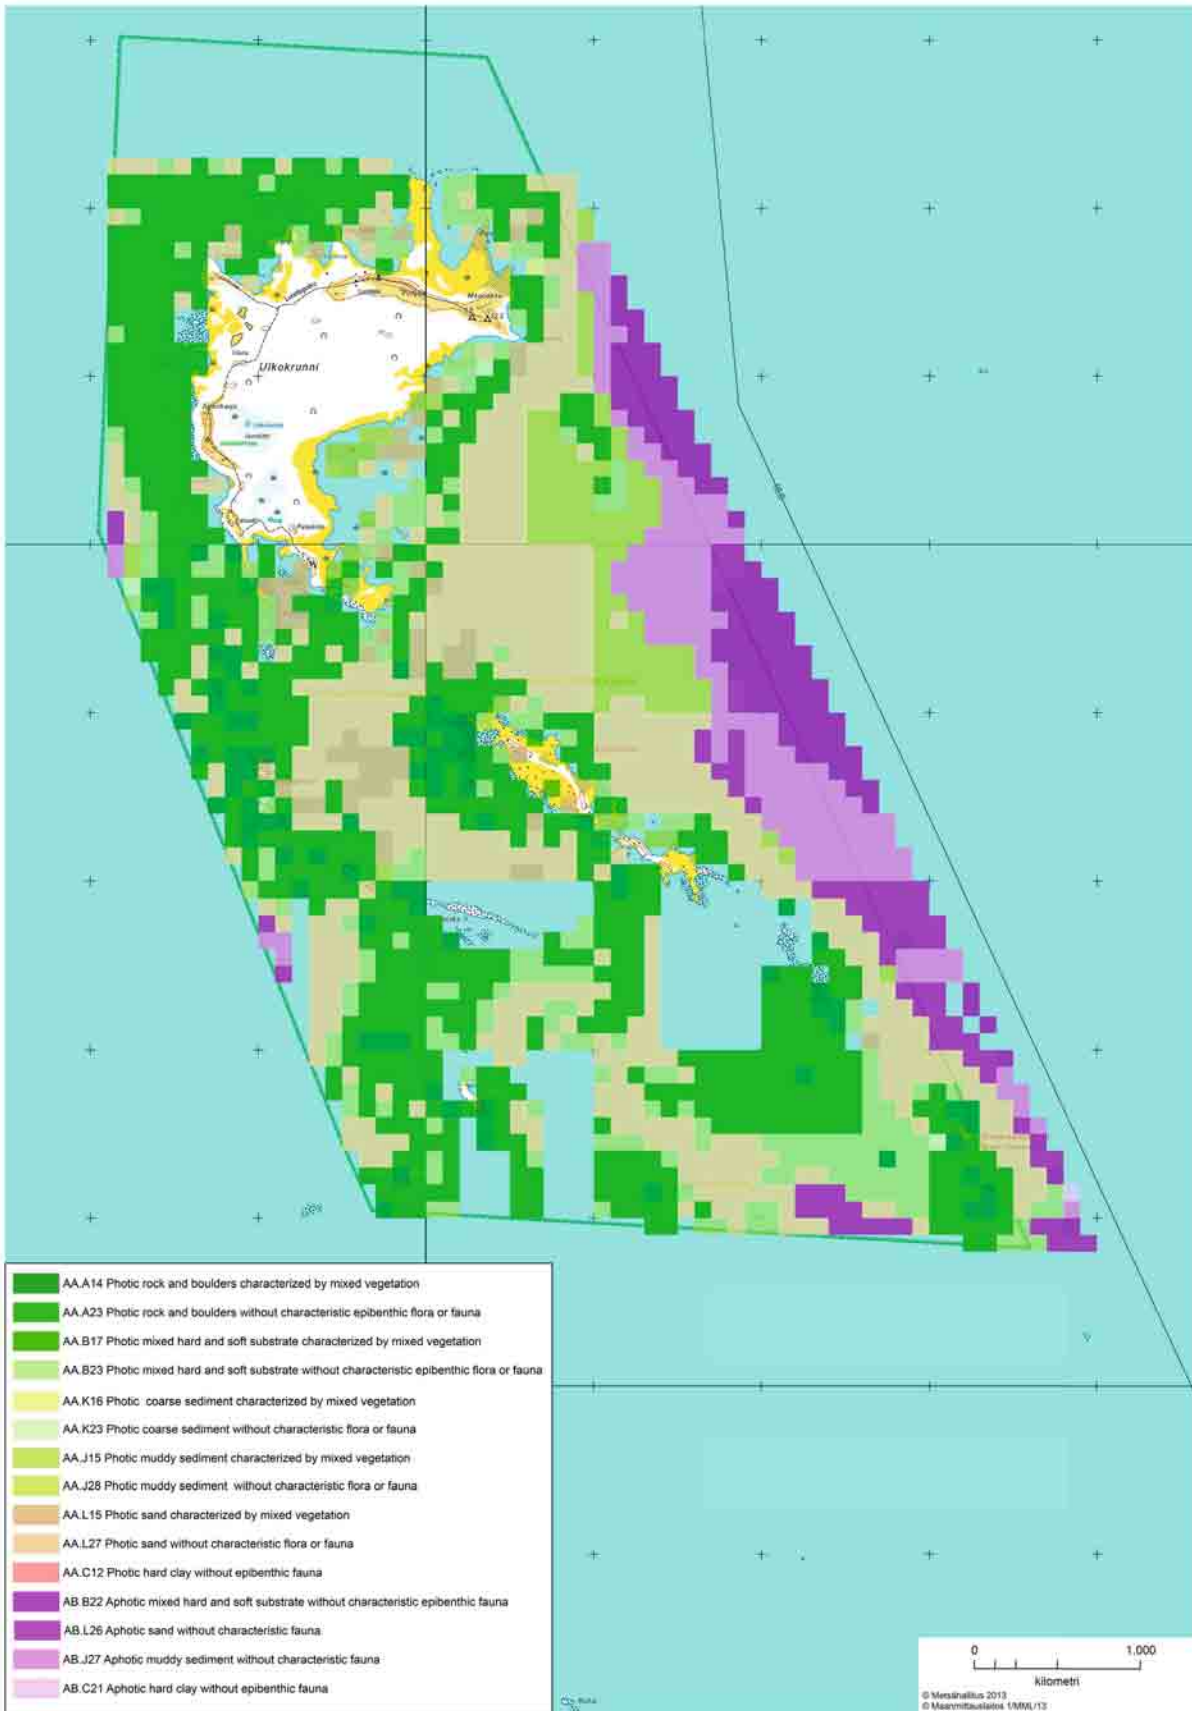 Ulkokrunni
AA.A14 Photic rock and boulders characterized by mixed vegetation
AA.A23 Photic rock and boulders without characteristic epibenthic flora or fauna
AA.B17 Photic mixed hard and soft substrate characterized by mixed vegetation
AA.B23 Photic mixed hard and soft substrate without characteristic epibenthic flora or fauna
AA.K16 Photic coarse sediment characterized by mixed vegetation
AA.K23 Photic coarse sediment without characteristic flora or fauna
AA.J15 Photic muddy sediment characterized by mixed vegetation
AA.J28 Photic muddy sediment without characteristic flora or fauna
AA.L15 Photic sand characterized by mixed vegetation
AA.L27 Photic sand without characteristic flora or fauna
AA.C12 Photic hard clay without epibenthic fauna
AB.B22 Aphotic mixed hard and soft substrate without characteristic epibenthic fauna
AB.L26 Aphotic sand without characteristic fauna
AB.J27 Aphotic muddy sediment without characteristic fauna
AB.C21 Aphotic hard clay without epibenthic fauna
0 1,000
kilometri
© Metsähallitus 2013
© Maanmittauslaitos 1/MML/13